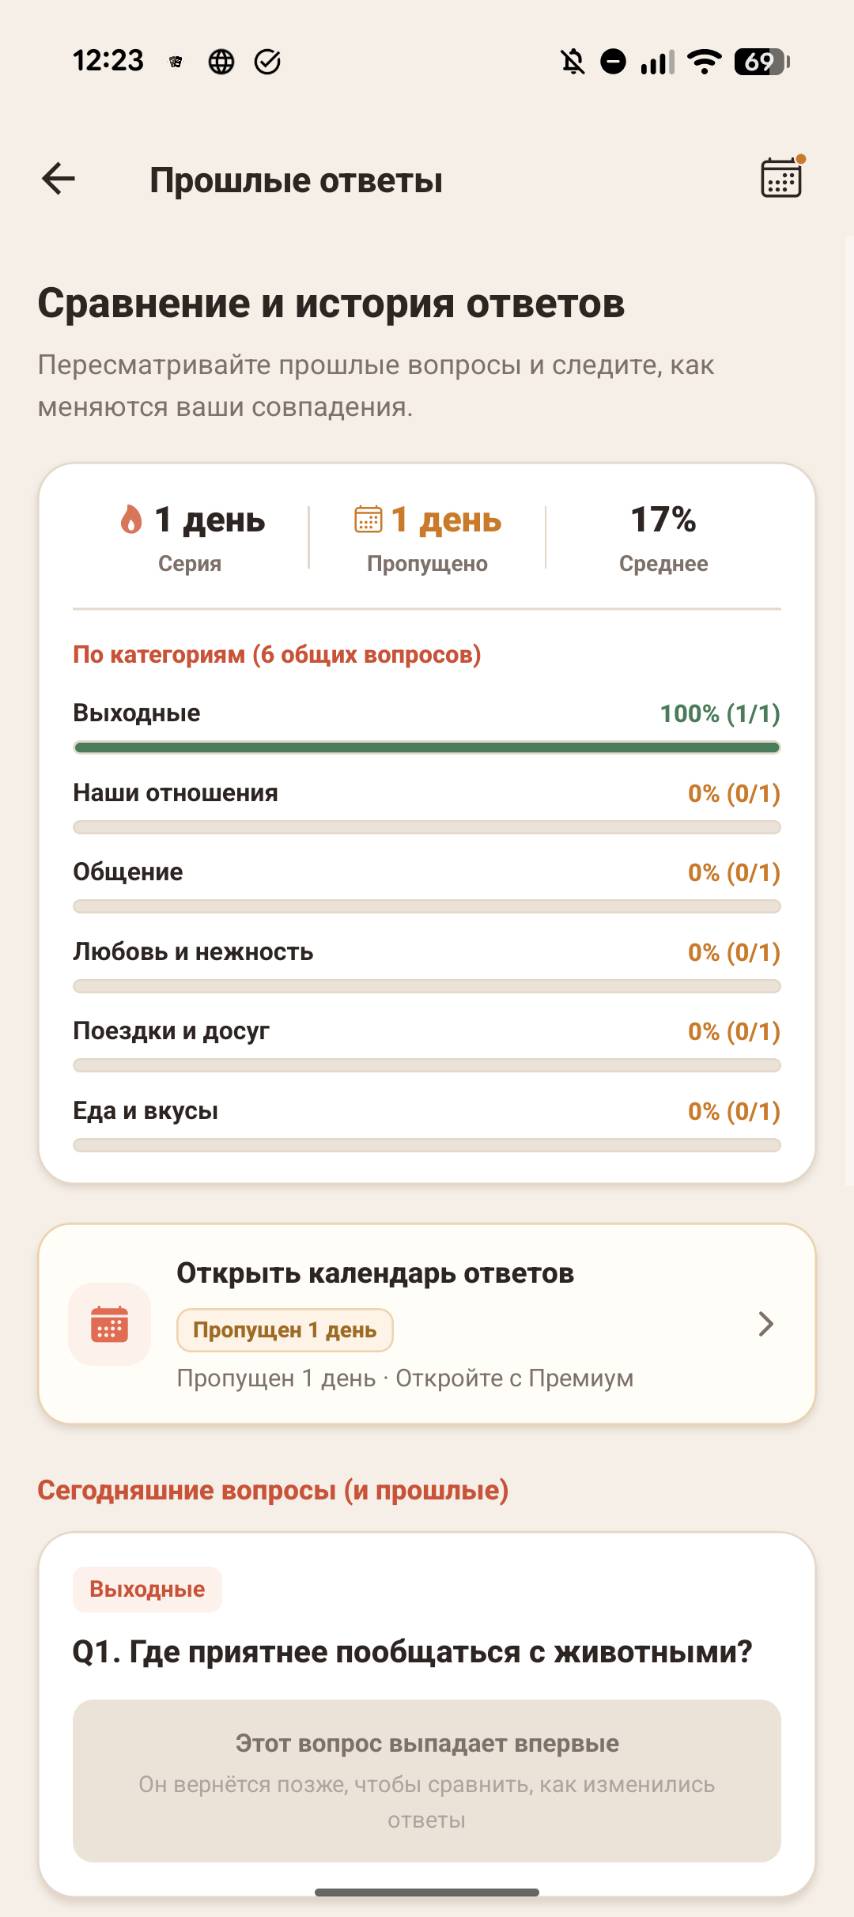 12:23
69
Прошлые ответы
Сравнение и история ответов
Пересматривайте прошлые вопросы и следите, как
меняются ваши совпадения.
1 день
Серия
1 день
Пропущено
17%
Среднее
По категориям (6 общих вопросов)
Выходные
100% (1/1)
Наши отношения
0% (0/1)
Общение
0% (0/1)
Любовь и нежность
0% (0/1)
Поездки и досуг
0% (0/1)
Еда и вкусы
0% (0/1)
Открыть календарь ответов
Пропущен 1 день
Пропущен 1 день · Откройте с Премиум
Сегодняшние вопросы (и прошлые)
Выходные
Q1. Где приятнее пообщаться с животными?
Этот вопрос выпадает впервые
Он вернётся позже, чтобы сравнить, как изменились
ответы